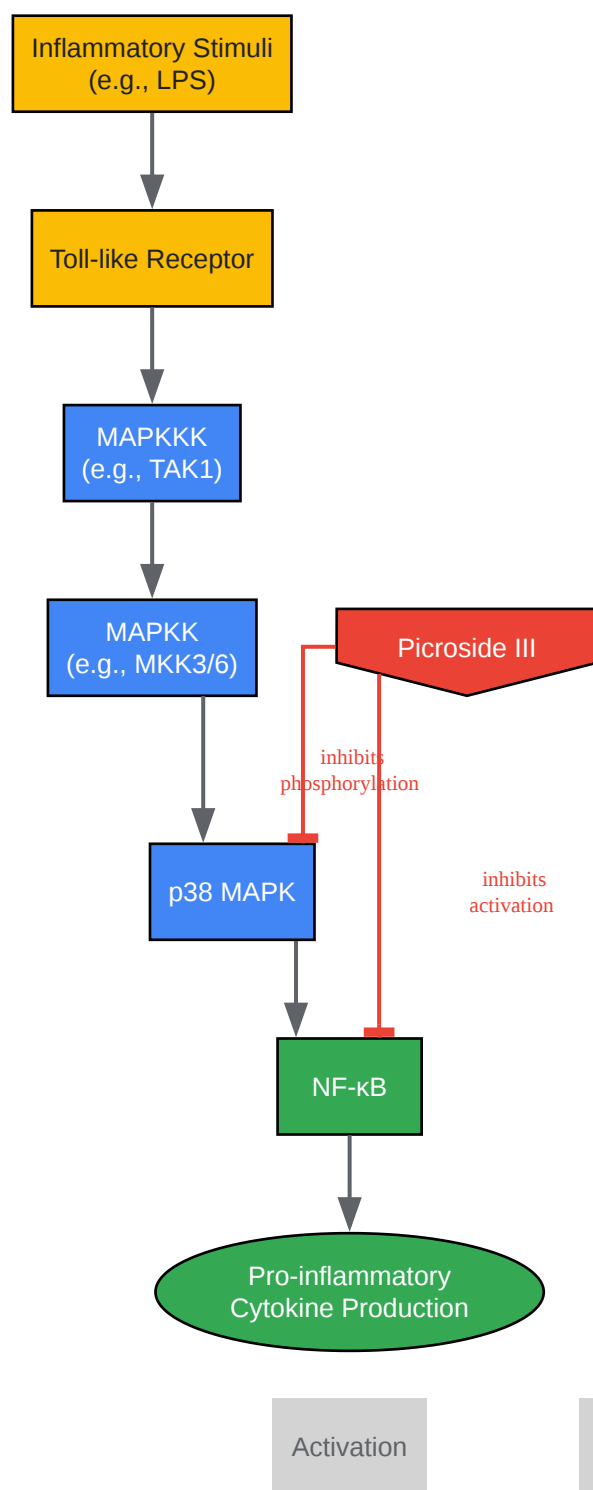 Inflammatory Stimuli
(e.g., LPS)
Toll-like Receptor
MAPKKK
(e.g., TAK1)
MAPKK
(e.g., MKK3/6)
Picroside III
inhibits
phosphorylation
p38 MAPK
inhibits
activation
NF-κB
Pro-inflammatory
Cytokine Production
Activation